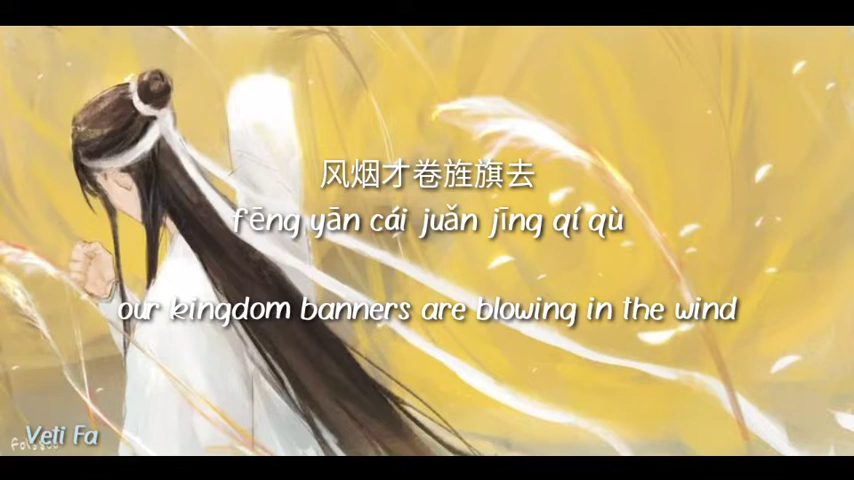 风烟才卷旌旗去
fēng yān cái juǎn jīng qí qù
our kingdom banners are blowing in the wind
Veti Fa